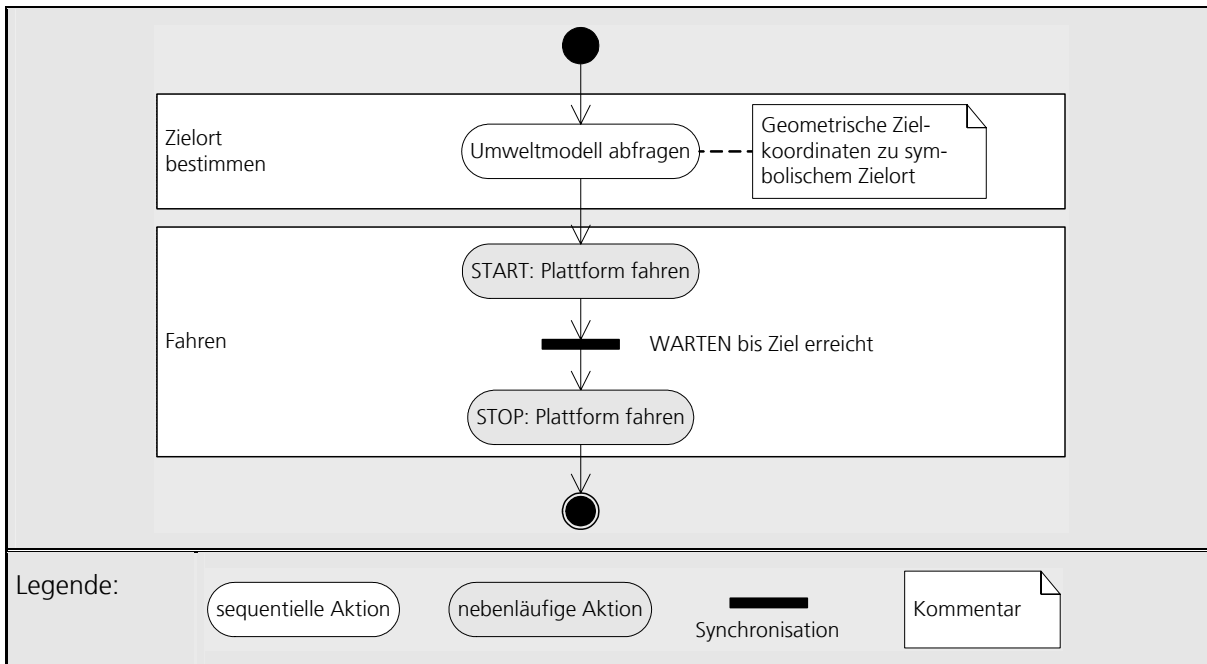 Zielort
bestimmen
Umweltmodell abfragen
Geometrische Ziel-
koordinaten zu sym-
bolischem Zielort
START: Plattform fahren
Fahren
WARTEN bis Ziel erreicht
STOP: Plattform fahren
Legende:
sequentielle Aktion
nebenläufige Aktion
Synchronisation
Kommentar